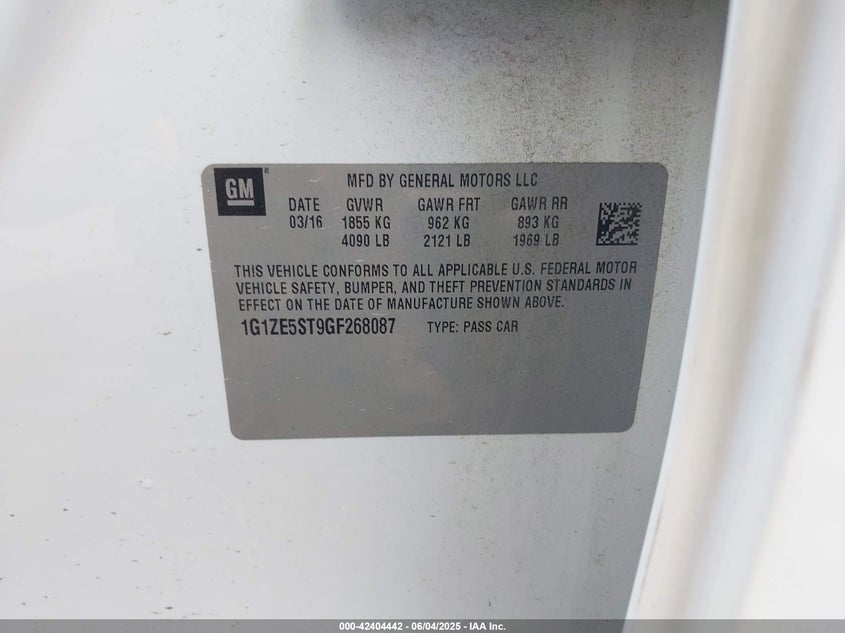 GM
MFD BY GENERAL MOTORS LLC
DATE GVWR GAWR FRT GAWR RR
03/16 1855 KG 962 KG 893 KG
4090 LB 2121 LB 1969 LB
THIS VEHICLE CONFORMS TO ALL APPLICABLE U.S. FEDERAL MOTOR
VEHICLE SAFETY, BUMPER, AND THEFT PREVENTION STANDARDS IN
EFFECT ON THE DATE OF MANUFACTURE SHOWN ABOVE.
1G1ZE5ST9GF268087 TYPE: PASS CAR
000-42404442 - 06/04/2025 - IAA Inc.